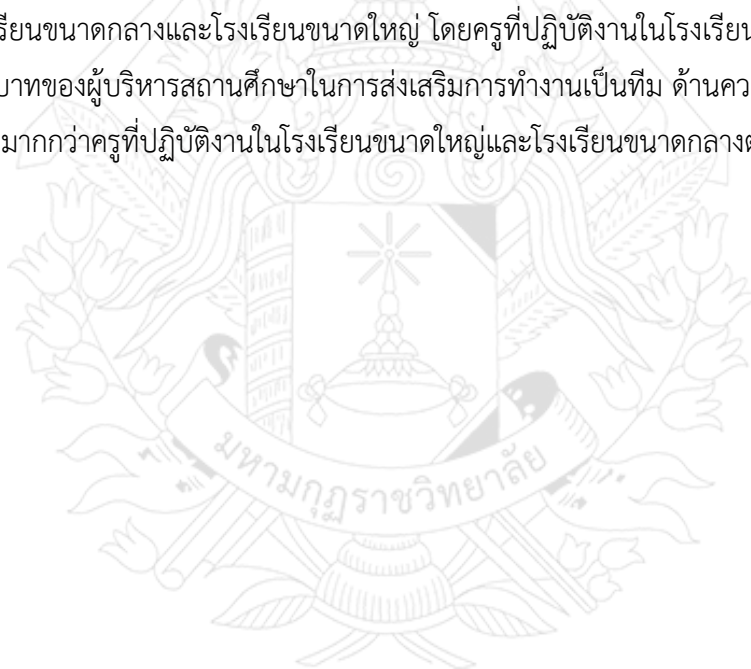 รียนขนาดกลางและโรงเรียนขนาดใหญ่ โดยครูที่ปฏิบัติงานในโรงเรียน
บาทของผู้บริหารสถานศึกษาในการส่งเสริมการทำงานเป็นทีม ด้านคว
มากกว่าครูที่ปฏิบัติงานในโรงเรียนขนาดใหญ่และโรงเรียนขนาดกลางต
มหามกุฏราชวิทยาลัย